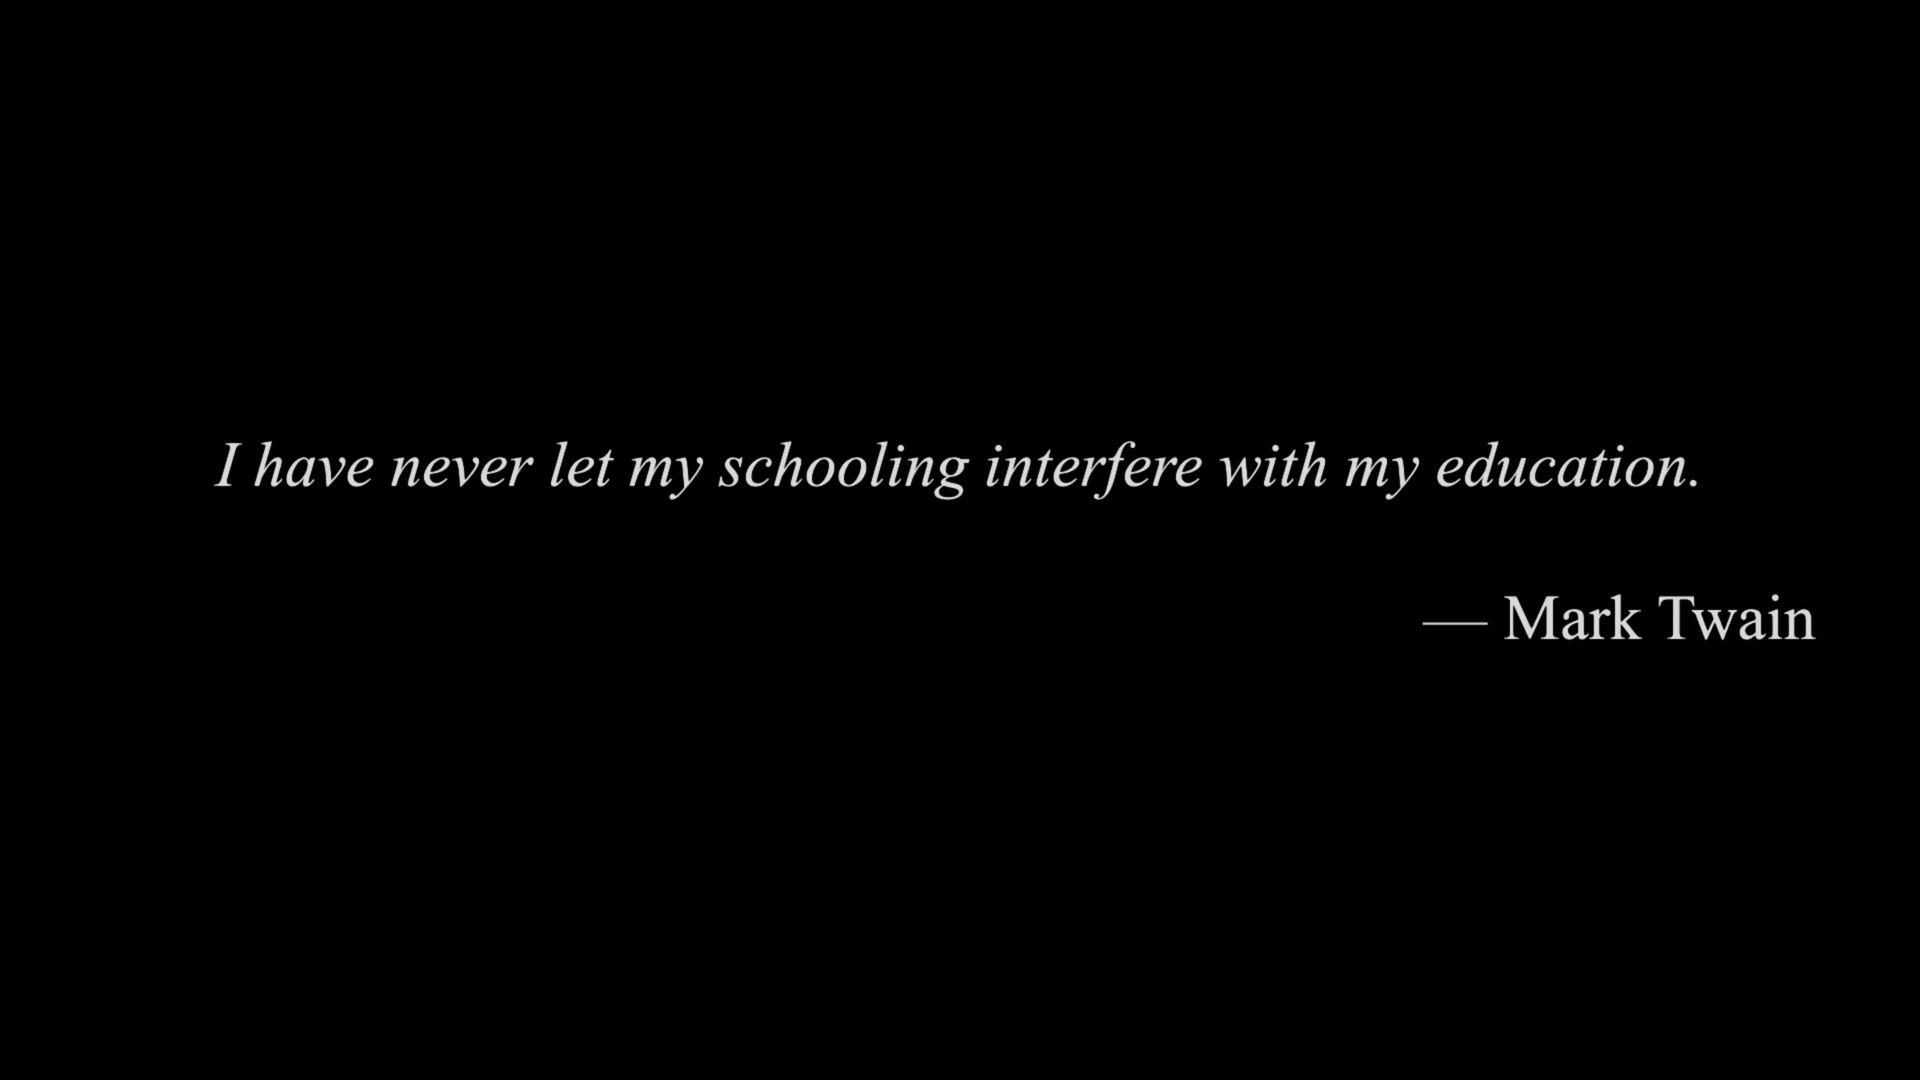 I have never let my schooling interfere with my education.
— Mark Twain